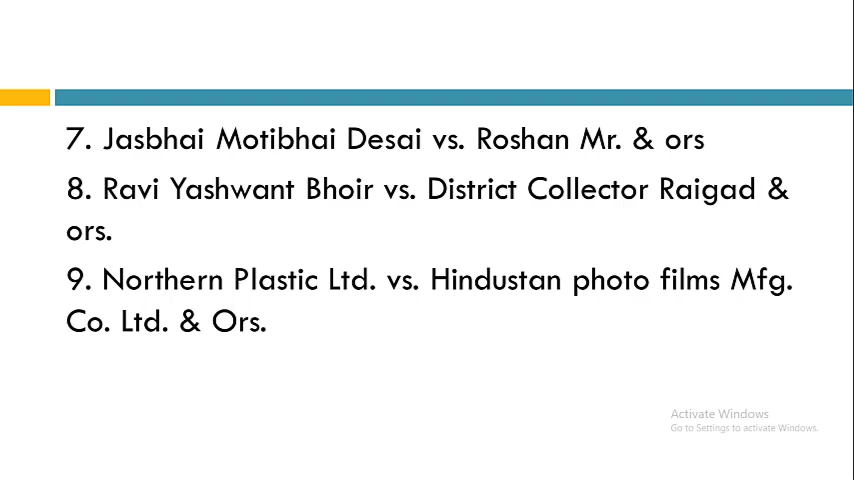 7. Jasbhai Motibhai Desai vs. Roshan Mr. & ors
8. Ravi Yashwant Bhoir vs. District Collector Raigad &
ors.
9. Northern Plastic Ltd. vs. Hindustan photo films Mfg.
Co. Ltd. & Ors.
Activate Windows
Go to Settings to activate Windows.